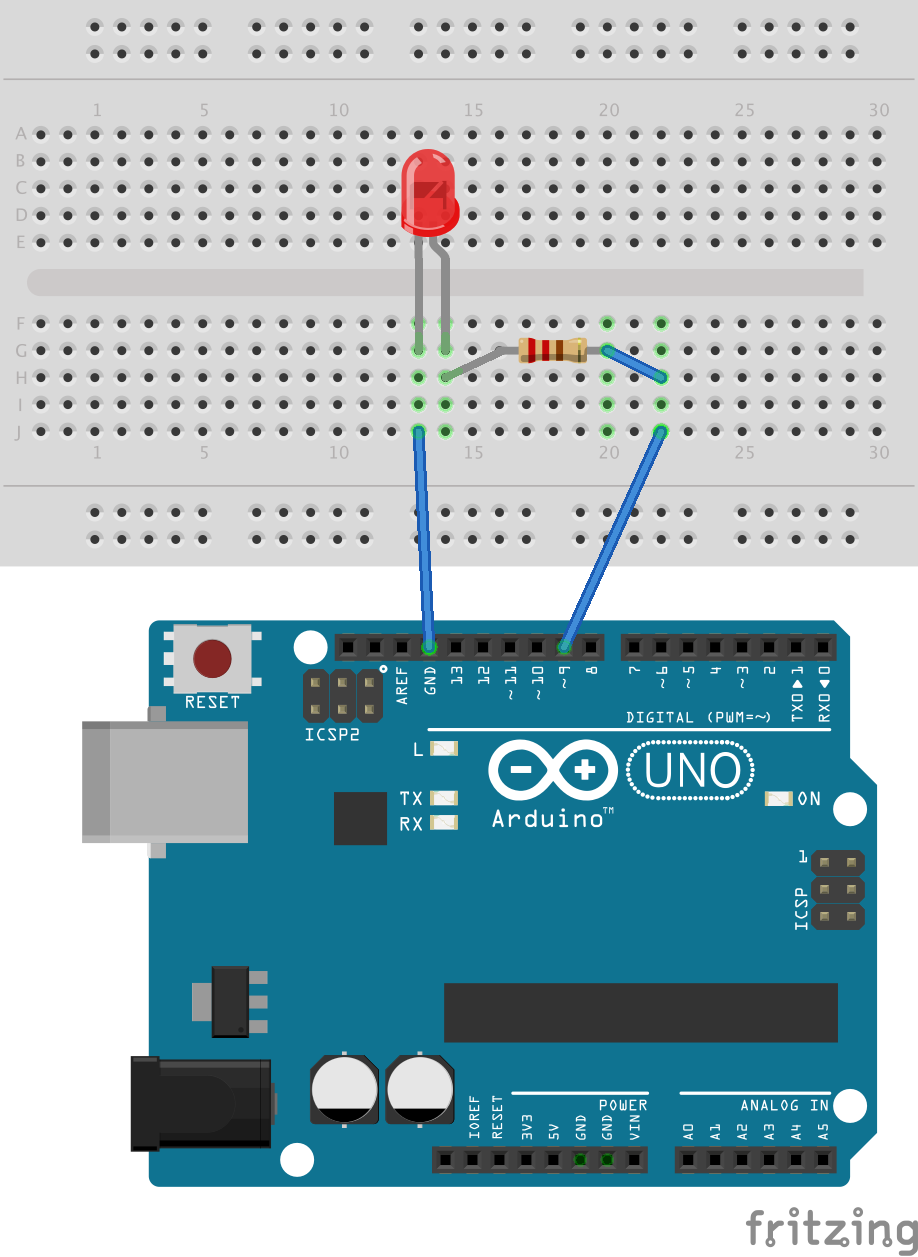 1 5 10 15 20 25 30
A
B
C
D
E
F
G
H
I
J
1 5 10 15 20 25 30
RESET
ICSP2
AREF GND 13 12 ~11 ~10 ~9 8 7 ~6 ~5 4 ~3 2 TXD▶1 RXD◀0
DIGITAL (PWM=~)
L
TX
RX
Arduino™
UNO
ON
1
ICSP
POWER
ANALOG IN
IOREF RESET 3V3 5V GND GND VIN A0 A1 A2 A3 A4 A5
fritzing